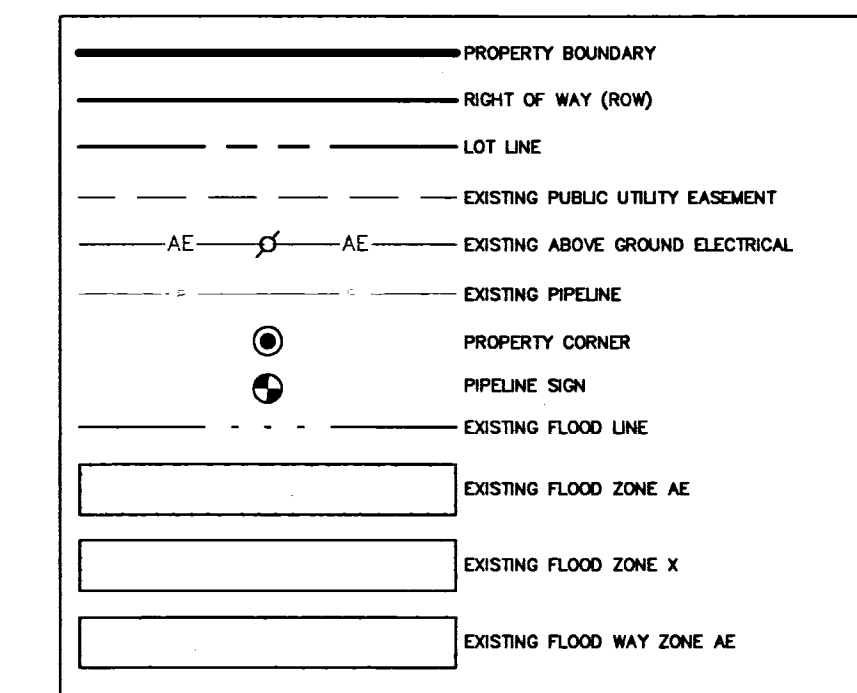 PROPERTY BOUNDARY
RIGHT OF WAY (ROW)
LOT LINE
EXISTING PUBLIC UTILITY EASEMENT
AE AE EXISTING ABOVE GROUND ELECTRICAL
EXISTING PIPELINE
PROPERTY CORNER
PIPELINE SIGN
EXISTING FLOOD LINE
EXISTING FLOOD ZONE AE
EXISTING FLOOD ZONE X
EXISTING FLOOD WAY ZONE AE